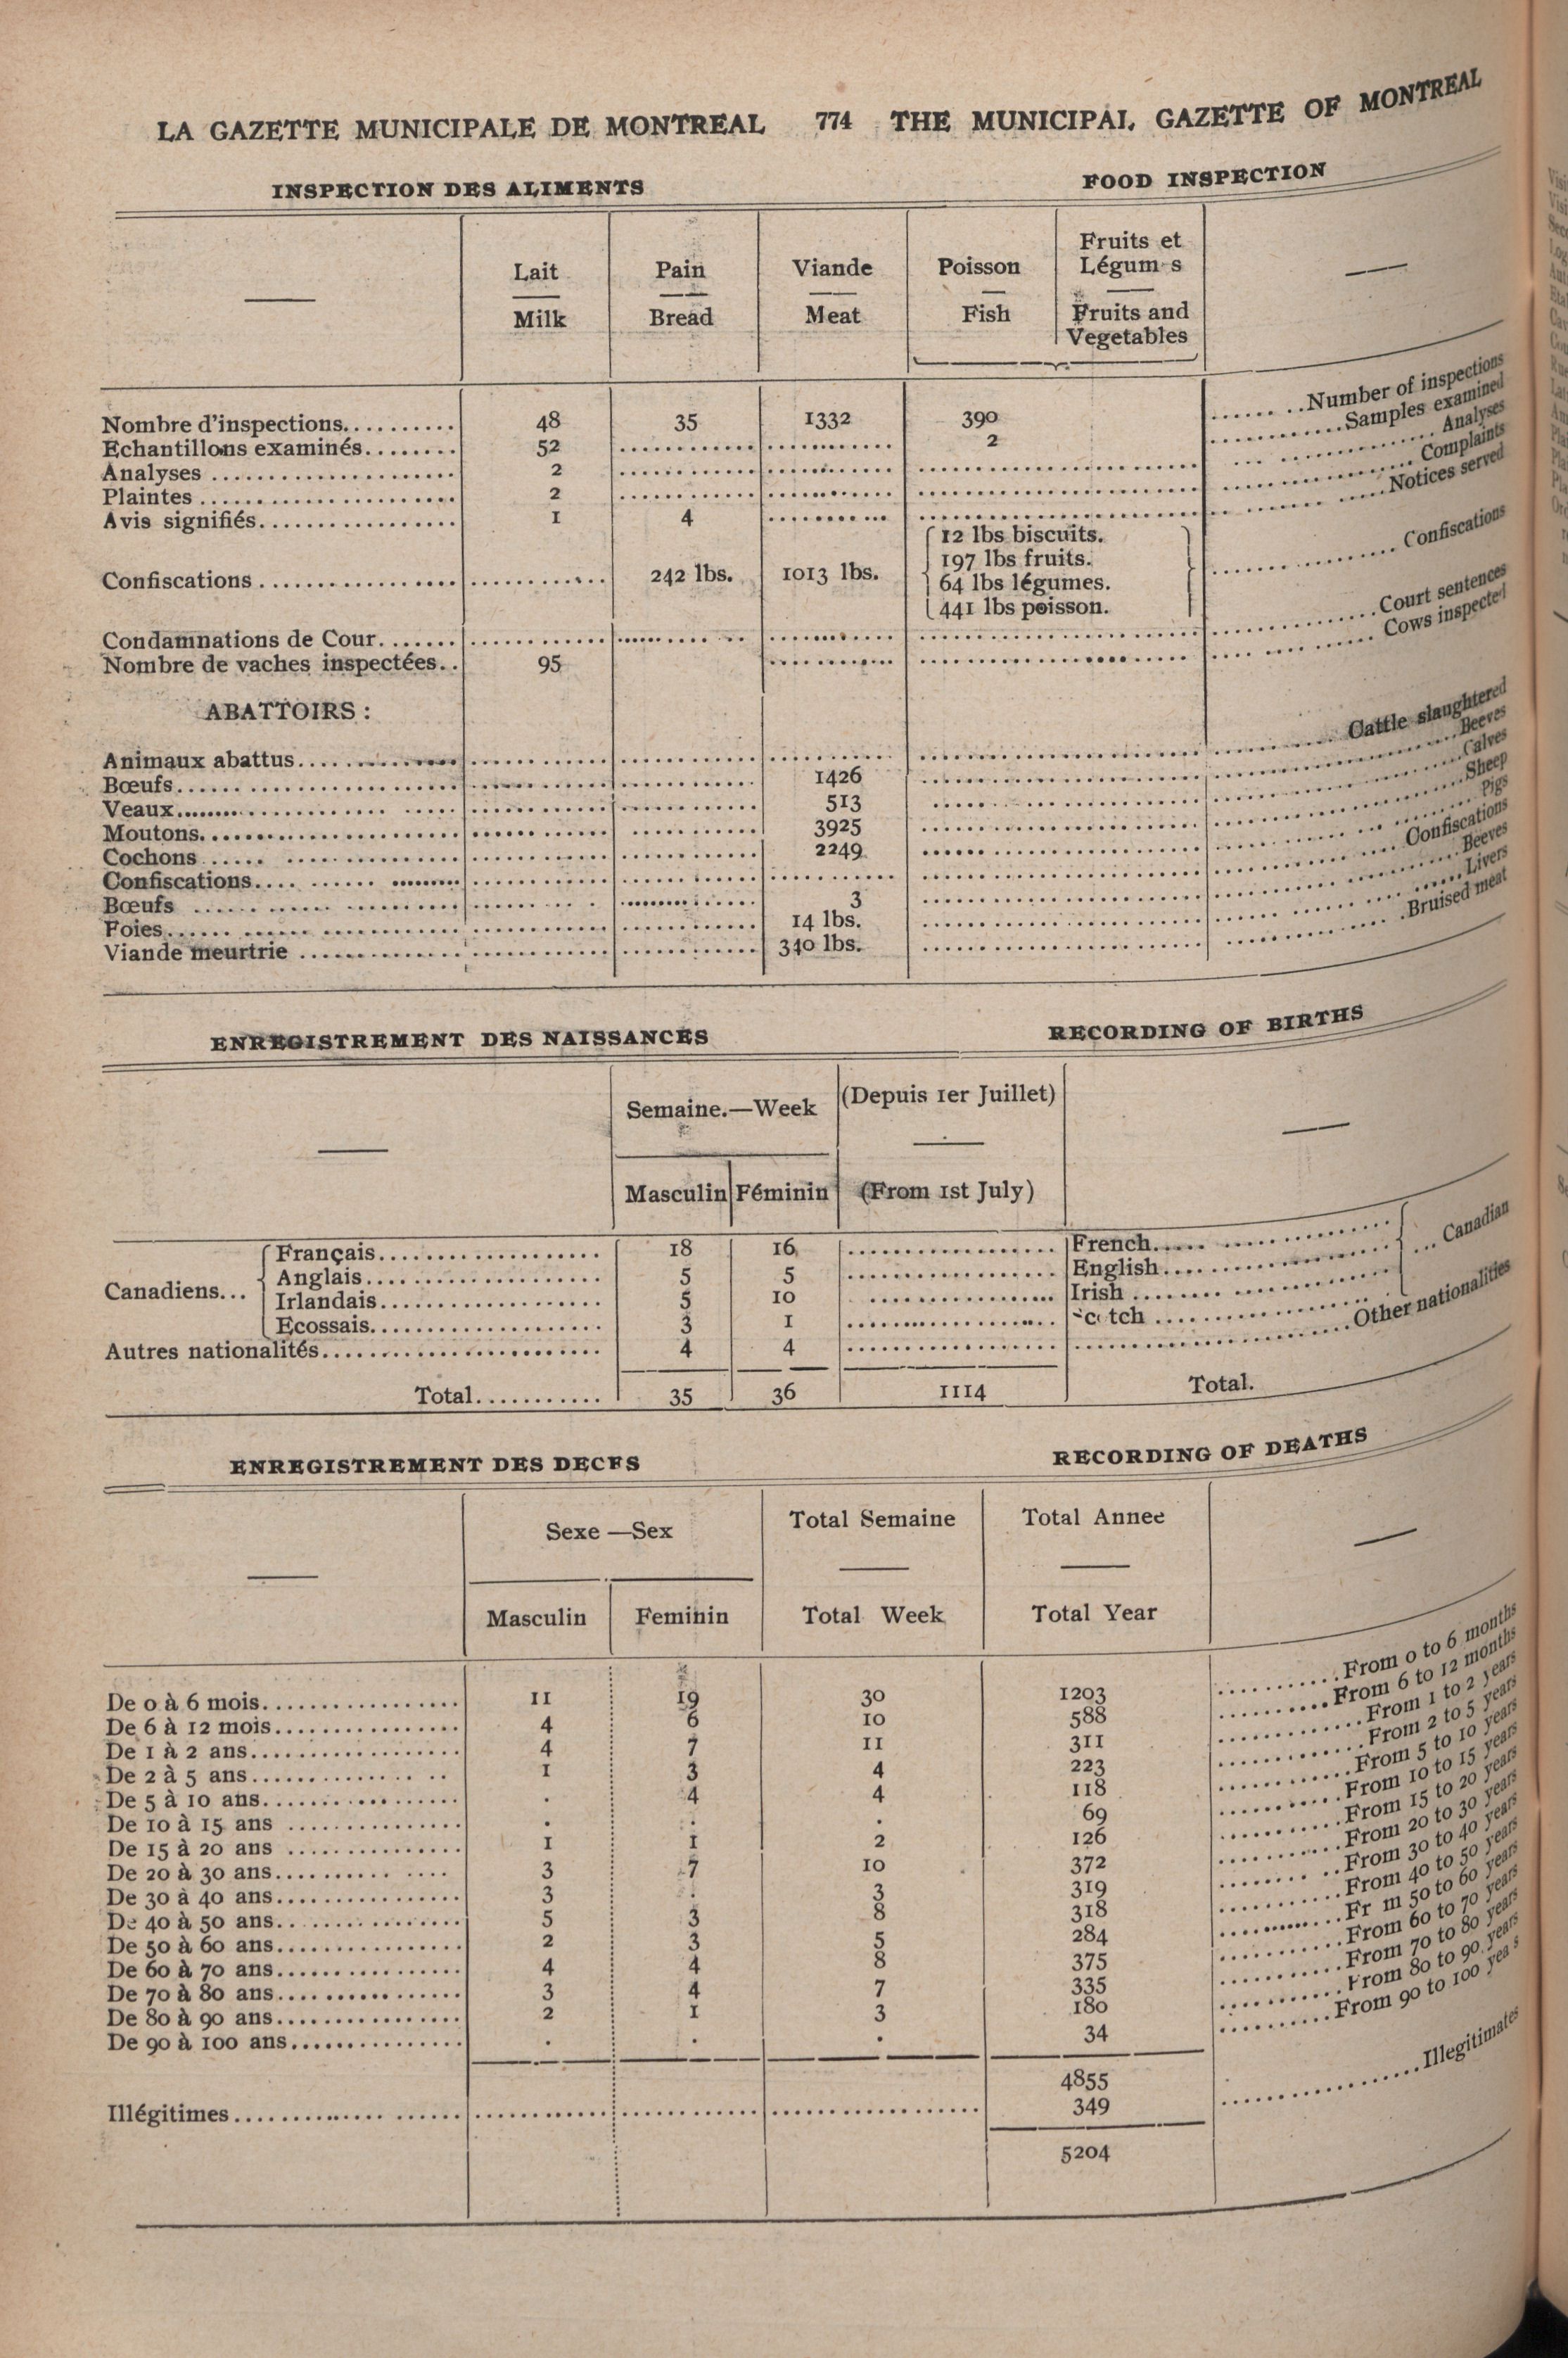 LA GAZETTE MUNICIPALE DE MONTREAL 774 THE MUNICIPAL GAZETTE OF MONTREAL
INSPECTION DES ALIMENTS FOOD INSPECTION
Lait Pain Viande Poisson Fruits et Légum s
Milk Bread Meat Fish Fruits and Vegetables
Nombre d'inspections.......... 48 35 1332 390 ........Number of inspections
Echantillons examinés........ 52 ............ ........... 2 ............Samples examined
Analyses ..................... 2 ............ ........... ........................ ............... Analyses
Plaintes ...................... 2 ............ ........... ........................ ................ Complaints
Avis signifiés................. 1 4 .......... ........................ ..............Notices served
12 lbs biscuits.
197 lbs fruits.
Confiscations ................. ............ 242 lbs. 1013 lbs. ................ Confiscations
64 lbs légumes.
441 lbs poisson.
Condamnations de Cour....... ............ ............ ........... ........................ ..............Court sentences
Nombre de vaches inspectées.. 95 ........... ........................ .............. Cows inspected
ABATTOIRS :
Animaux abattus.............. ............ ............ ........... ........................ .......... Cattle slaughtered
Bœufs........................ ............ ............ 1426 ........................ .....................Beeves
Veaux........................ ............ ............ 513 ........................ .....................Calves
Moutons...................... ............ ............ 3925 ........................ .....................Sheep
Cochons ...................... ............ ............ 2249 ........................ ..................... Pigs
Confiscations................. ............ ............ ........... ........................ ................ Confiscations
Bœufs ........................ ............ ............ 3 ........................ .....................Beeves
Foies......................... ............ ............ 14 lbs. ........................ .....................Livers
Viande meurtrie .............. ............ ............ 340 lbs. ........................ ................Bruised meat
ENREGISTREMENT DES NAISSANCES RECORDING OF BIRTHS
Semaine.—Week (Depuis 1er Juillet)
Masculin Féminin (From 1st July)
Français................... 18 16 .................. French.....................
Anglais.................... 5 5 .................. English.................... ... Canadian
Canadiens...
Irlandais................... 5 10 .................. Irish ......................
Ecossais.................... 3 1 .................. cotch ....................
Autres nationalités........................ 4 4 .................. ........................Other nationalities
Total........... 35 36 1114 Total.
ENREGISTREMENT DES DECES RECORDING OF DEATHS
Sexe —Sex Total Semaine Total Annee
Masculin Feminin Total Week Total Year
De 0 à 6 mois................. 11 19 30 1203 ...........From 0 to 6 months
De 6 à 12 mois................ 4 6 10 588 ..........From 6 to 12 months
De 1 à 2 ans.................. 4 7 11 311 .............From 1 to 2 years
De 2 à 5 ans................ 1 3 4 223 .............From 2 to 5 years
De 5 à 10 ans................. . 4 4 118 ............From 5 to 10 years
De 10 à 15 ans ............... . . . 69 ...........From 10 to 15 years
De 15 à 20 ans ............... 1 1 2 126 ...........From 15 to 20 years
De 20 à 30 ans.............. 3 7 10 372 ...........From 20 to 30 years
De 30 à 40 ans................ 3 . 3 319 ..........From 30 to 40 years
De 40 à 50 ans................ 5 3 8 318 ...........From 40 to 50 years
De 50 à 60 ans................ 2 3 5 284 ............Fr m 50 to 60 years
De 60 à 70 ans................ 4 4 8 375 ...........From 60 to 70 years
De 70 à 80 ans................ 3 4 7 335 ...........From 70 to 80 years
De 80 à 90 ans................ 2 1 3 180 ...........From 80 to 90 years
De 90 à 100 ans............... . . . 34 ..........From 90 to 100 yea s
4855
Illégitimes.................... ............ ............ .................. 349 ..................Illegitimates
5204